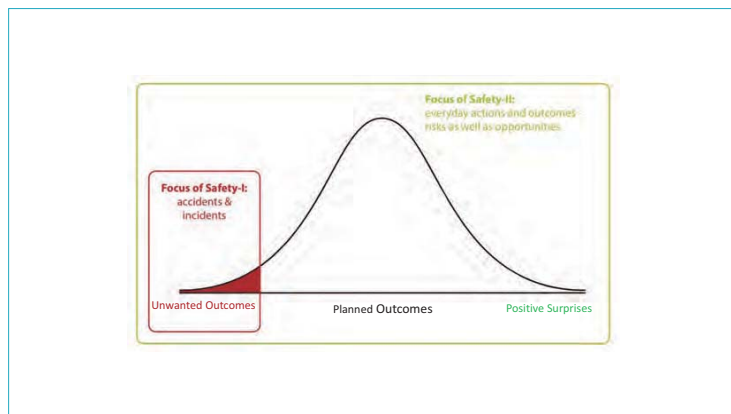 Focus of Safety-II:
everyday actions and outcomes
risks as well as opportunities
Focus of Safety-I:
accidents &
incidents
Unwanted Outcomes
Planned Outcomes
Positive Surprises